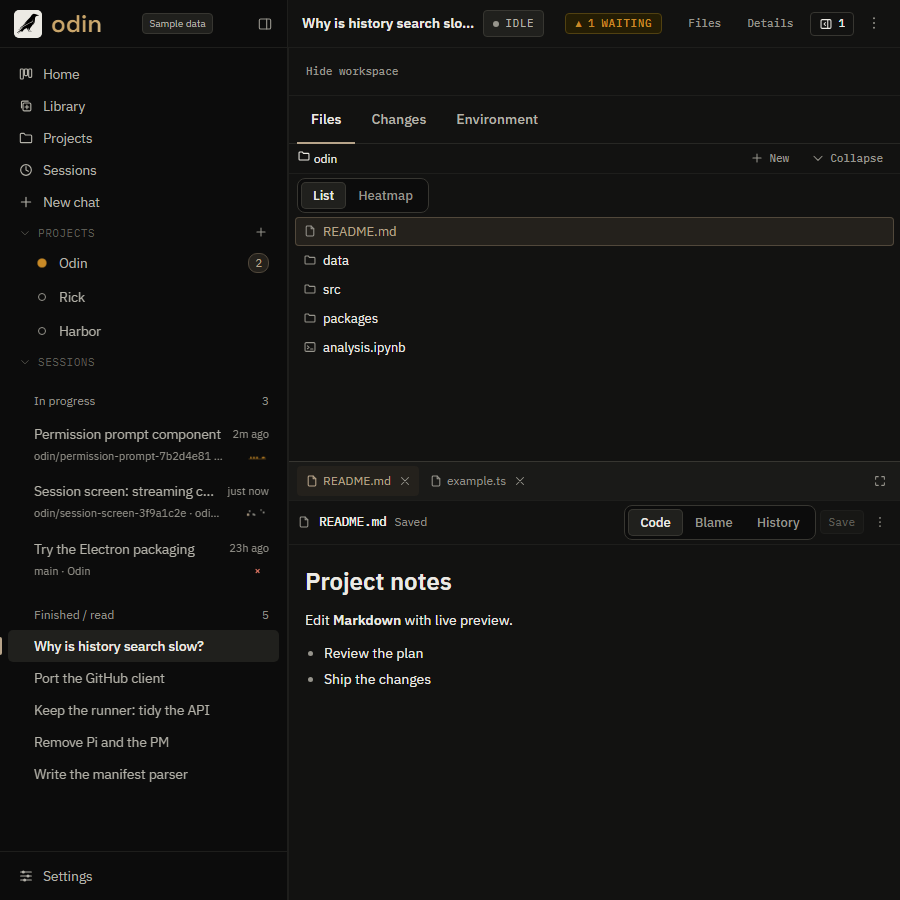 odin
Sample data
Home
Library
Projects
Sessions
New chat
PROJECTS
Odin 2
Rick
Harbor
SESSIONS
In progress 3
Permission prompt component 2m ago
odin/permission-prompt-7b2d4e81 ...
Session screen: streaming c... just now
odin/session-screen-3f9a1c2e · odi...
Try the Electron packaging 23h ago
main · Odin
Finished / read 5
Why is history search slow?
Port the GitHub client
Keep the runner: tidy the API
Remove Pi and the PM
Write the manifest parser
Settings
Why is history search slo... IDLE 1 WAITING Files Details 1
Hide workspace
Files Changes Environment
odin New Collapse
List Heatmap
README.md
data
src
packages
analysis.ipynb
README.md example.ts
README.md Saved Code Blame History Save
Project notes
Edit Markdown with live preview.
Review the plan
Ship the changes